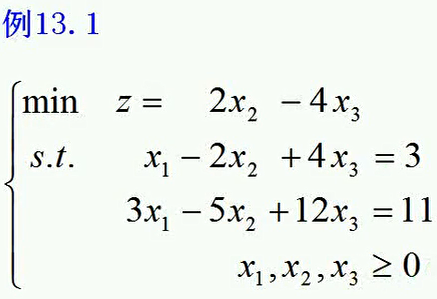 例13.1
min z = 2x₂ − 4x₃
s.t. x₁ − 2x₂ + 4x₃ = 3
3x₁ − 5x₂ + 12x₃ = 11
x₁, x₂, x₃ ≥ 0